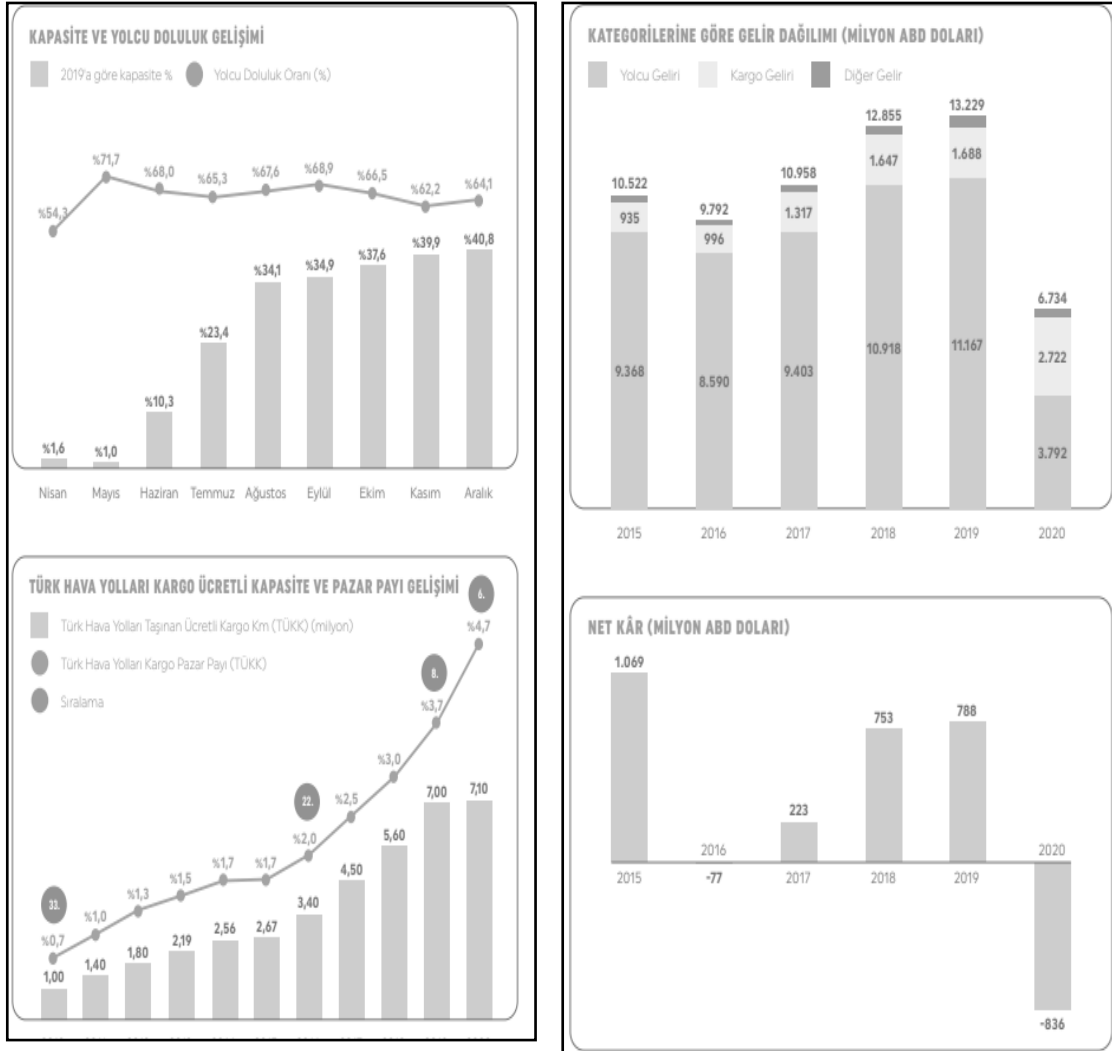 KAPASİTE VE YOLCU DOLULUK GELİŞİMİ
2019'a göre kapasite % Yolcu Doluluk Oranı (%)
%54,3 %71,7 %68,0 %65,3 %67,6 %68,9 %66,5 %62,2 %64,1
%1,6 %1,0 %10,3 %23,4 %34,1 %34,9 %37,6 %39,9 %40,8
Nisan Mayıs Haziran Temmuz Ağustos Eylül Ekim Kasım Aralık
TÜRK HAVA YOLLARI KARGO ÜCRETLİ KAPASİTE VE PAZAR PAYI GELİŞİMİ
Türk Hava Yolları Taşınan Ücretli Kargo Km (TÜKK) (milyon)
Türk Hava Yolları Kargo Pazar Payı (TÜKK)
Sıralama
33. 22. 8. 6.
%0,7 %1,0 %1,3 %1,5 %1,7 %1,7 %2,0 %2,5 %3,0 %3,7 %4,7
1,00 1,40 1,80 2,19 2,56 2,67 3,40 4,50 5,60 7,00 7,10
KATEGORİLERİNE GÖRE GELİR DAĞILIMI (MİLYON ABD DOLARI)
Yolcu Geliri Kargo Geliri Diğer Gelir
10.522 9.792 10.958 12.855 13.229 6.734
935 996 1.317 1.647 1.688 2.722
9.368 8.590 9.403 10.918 11.167 3.792
2015 2016 2017 2018 2019 2020
NET KÂR (MİLYON ABD DOLARI)
1.069 -77 223 753 788 -836
2015 2016 2017 2018 2019 2020